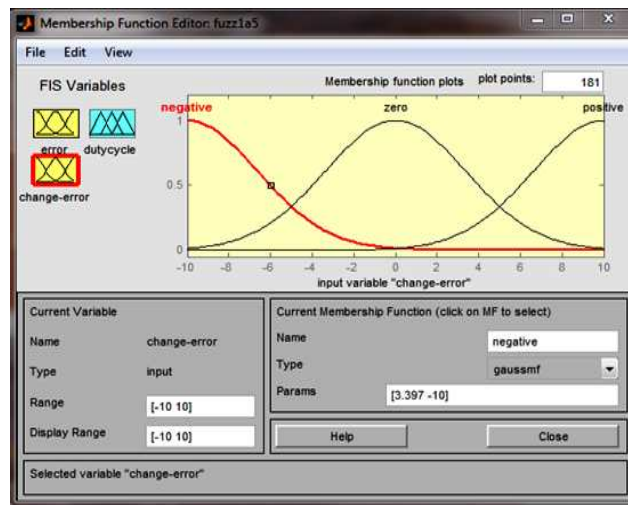 Membership Function Editor: fuzz1a5
File Edit View
FIS Variables
Membership function plots plot points: 181
error dutycycle
change-error
negative zero positive
1
0.5
0
-10 -8 -6 -4 -2 0 2 4 6 8 10
input variable "change-error"
Current Variable
Name change-error
Type input
Range [-10 10]
Display Range [-10 10]
Current Membership Function (click on MF to select)
Name negative
Type gaussmf
Params [3.397 -10]
Help Close
Selected variable "change-error"